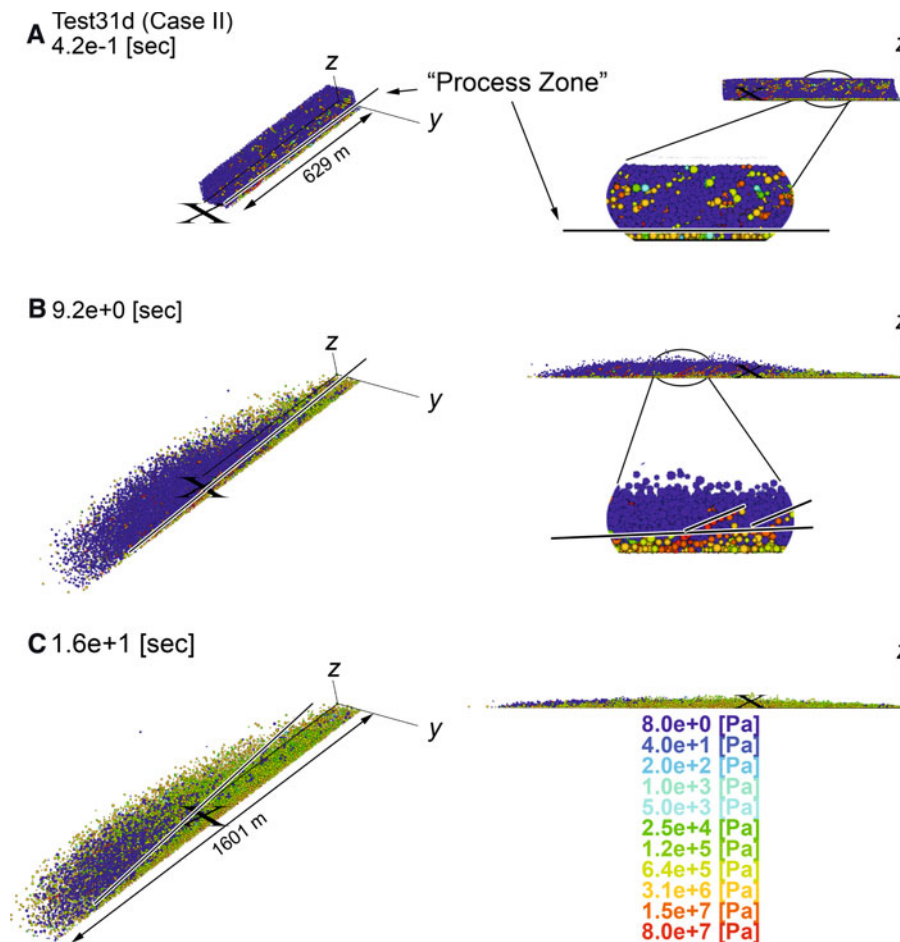 A Test31d (Case II)
4.2e-1 [sec]
z
y
X
629 m
"Process Zone"
z
X
B 9.2e+0 [sec]
z
y
X
z
X
C 1.6e+1 [sec]
z
y
X
1601 m
z
X
8.0e+0 [Pa]
4.0e+1 [Pa]
2.0e+2 [Pa]
1.0e+3 [Pa]
5.0e+3 [Pa]
2.5e+4 [Pa]
1.2e+5 [Pa]
6.4e+5 [Pa]
3.1e+6 [Pa]
1.5e+7 [Pa]
8.0e+7 [Pa]